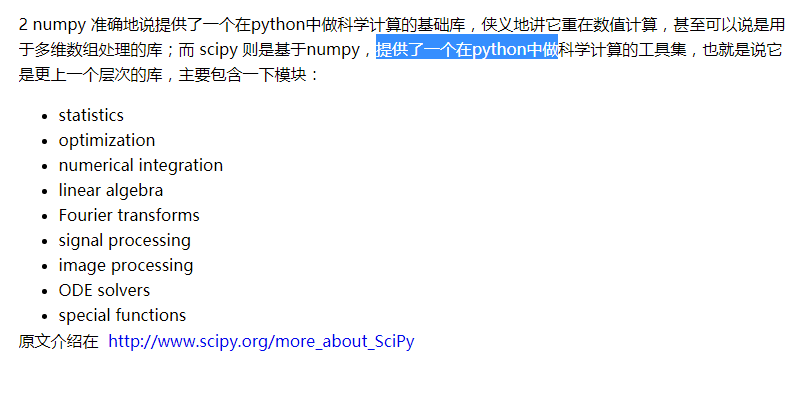 2 numpy 准确地说提供了一个在python中做科学计算的基础库，侠义地讲它重在数值计算，甚至可以说是用
于多维数组处理的库；而 scipy 则是基于numpy，提供了一个在python中做科学计算的工具集，也就是说它
是更上一个层次的库，主要包含一下模块：
• statistics
• optimization
• numerical integration
• linear algebra
• Fourier transforms
• signal processing
• image processing
• ODE solvers
• special functions
原文介绍在 http://www.scipy.org/more_about_SciPy